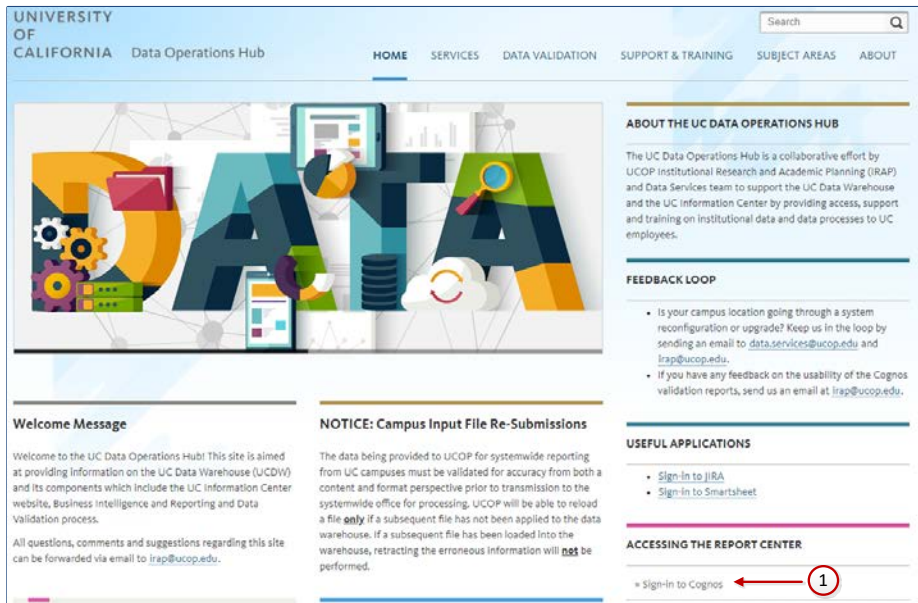 UNIVERSITY
OF
CALIFORNIA Data Operations Hub
Search
HOME SERVICES DATA VALIDATION SUPPORT & TRAINING SUBJECT AREAS ABOUT
DATA
Welcome Message
Welcome to the UC Data Operations Hub! This site is aimed
at providing information on the UC Data Warehouse (UCDW)
and its components which include the UC Information Center
website, Business Intelligence and Reporting and Data
Validation process.
All questions, comments and suggestions regarding this site
can be forwarded via email to irap@ucop.edu.
NOTICE: Campus Input File Re-Submissions
The data being provided to UCOP for systemwide reporting
from UC campuses must be validated for accuracy from both a
content and format perspective prior to transmission to the
systemwide office for processing. UCOP will be able to reload
a file only if a subsequent file has not been applied to the data
warehouse. If a subsequent file has been loaded into the
warehouse, retracting the erroneous information will not be
performed.
ABOUT THE UC DATA OPERATIONS HUB
The UC Data Operations Hub is a collaborative effort by
UCOP Institutional Research and Academic Planning (IRAP)
and Data Services team to support the UC Data Warehouse
and the UC Information Center by providing access, support
and training on institutional data and data processes to UC
employees.
FEEDBACK LOOP
• Is your campus location going through a system
reconfiguration or upgrade? Keep us in the loop by
sending an email to data.services@ucop.edu and
irap@ucop.edu.
• If you have any feedback on the usability of the Cognos
validation reports, send us an email at irap@ucop.edu.
USEFUL APPLICATIONS
• Sign-in to JIRA
• Sign-in to Smartsheet
ACCESSING THE REPORT CENTER
» Sign-in to Cognos
1